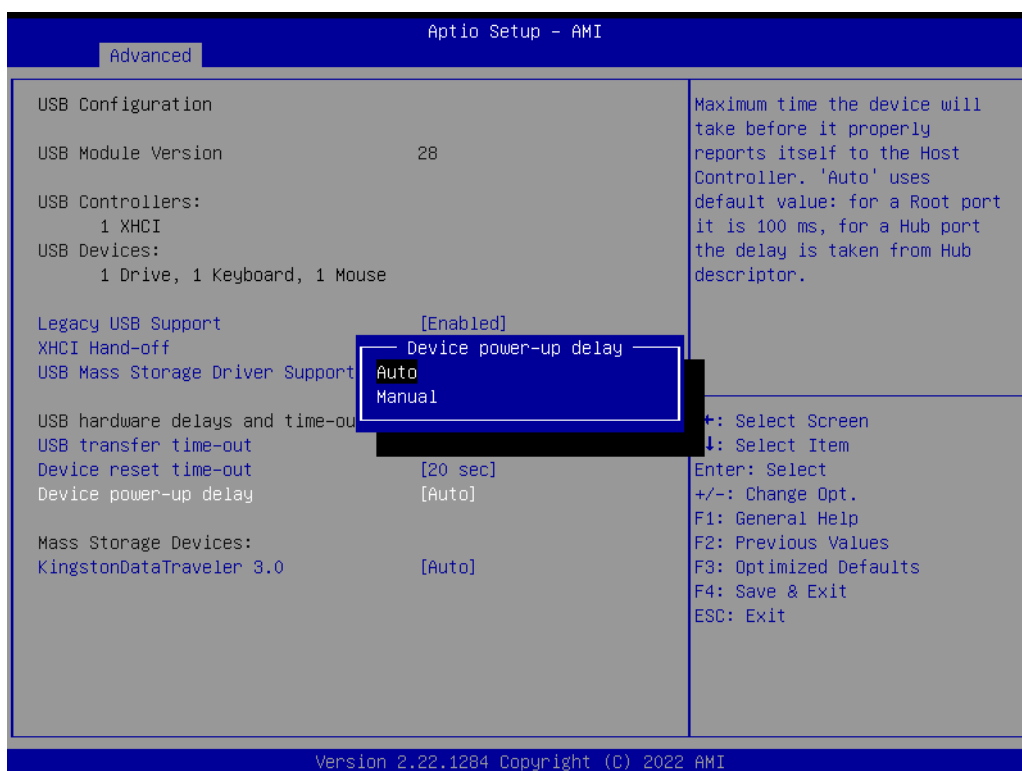 Aptio Setup – AMI
Advanced
USB Configuration
USB Module Version 28
USB Controllers:
1 XHCI
USB Devices:
1 Drive, 1 Keyboard, 1 Mouse
Legacy USB Support [Enabled]
XHCI Hand-off
USB Mass Storage Driver Support
USB hardware delays and time-ou
USB transfer time-out
Device reset time-out [20 sec]
Device power-up delay [Auto]
Mass Storage Devices:
KingstonDataTraveler 3.0 [Auto]
Device power-up delay
Auto
Manual
Maximum time the device will
take before it properly
reports itself to the Host
Controller. 'Auto' uses
default value: for a Root port
it is 100 ms, for a Hub port
the delay is taken from Hub
descriptor.
←: Select Screen
↓: Select Item
Enter: Select
+/-: Change Opt.
F1: General Help
F2: Previous Values
F3: Optimized Defaults
F4: Save & Exit
ESC: Exit
Version 2.22.1284 Copyright (C) 2022 AMI